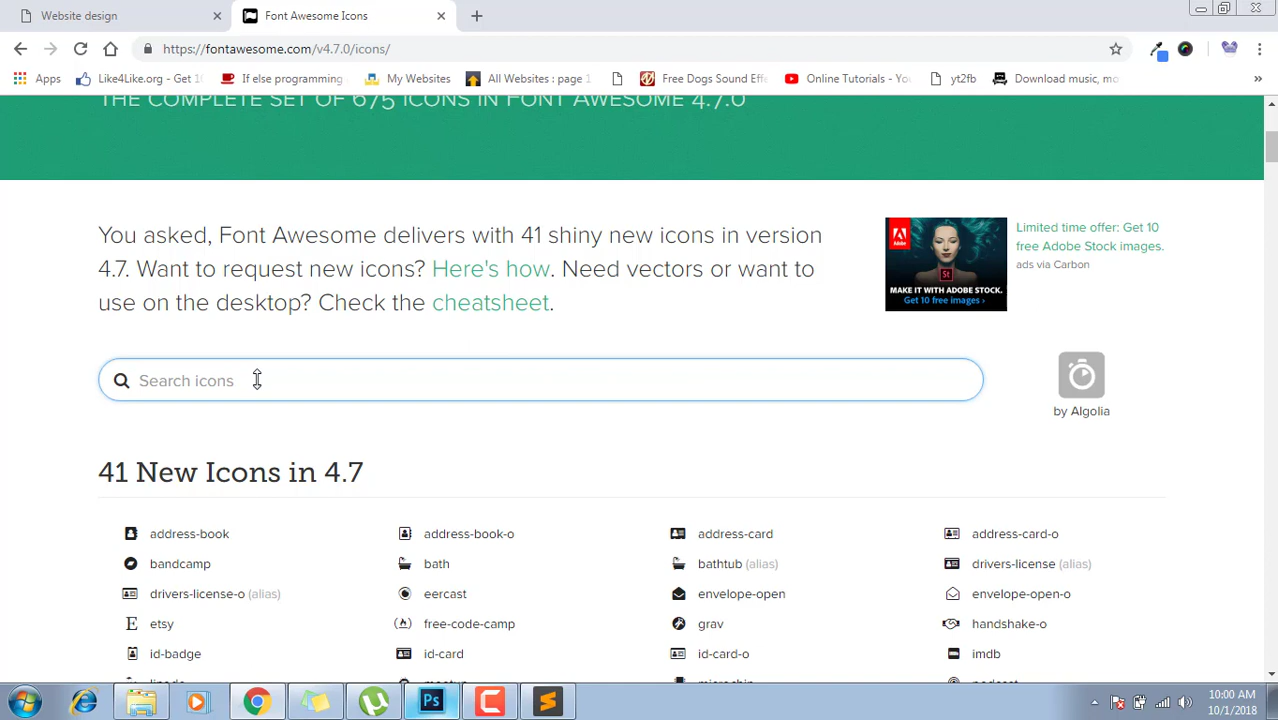 Website design
Font Awesome Icons
https://fontawesome.com/v4.7.0/icons/
Apps
Like4Like.org - Get 1
If else programming
My Websites
All Websites : page 1
Free Dogs Sound Effe
Online Tutorials - Yo
yt2fb
Download music, mo
»
THE COMPLETE SET OF 675 ICONS IN FONT AWESOME 4.7.0
You asked, Font Awesome delivers with 41 shiny new icons in version
4.7. Want to request new icons? Here's how. Need vectors or want to
use on the desktop? Check the cheatsheet.
MAKE IT WITH ADOBE STOCK.
Get 10 free images ›
St
Limited time offer: Get 10
free Adobe Stock images.
ads via Carbon
Search icons
by Algolia
41 New Icons in 4.7
address-book
address-book-o
address-card
address-card-o
bandcamp
bath
bathtub (alias)
drivers-license (alias)
drivers-license-o (alias)
eercast
envelope-open
envelope-open-o
etsy
free-code-camp
grav
handshake-o
id-badge
id-card
id-card-o
imdb
Ps
10:00 AM
10/1/2018